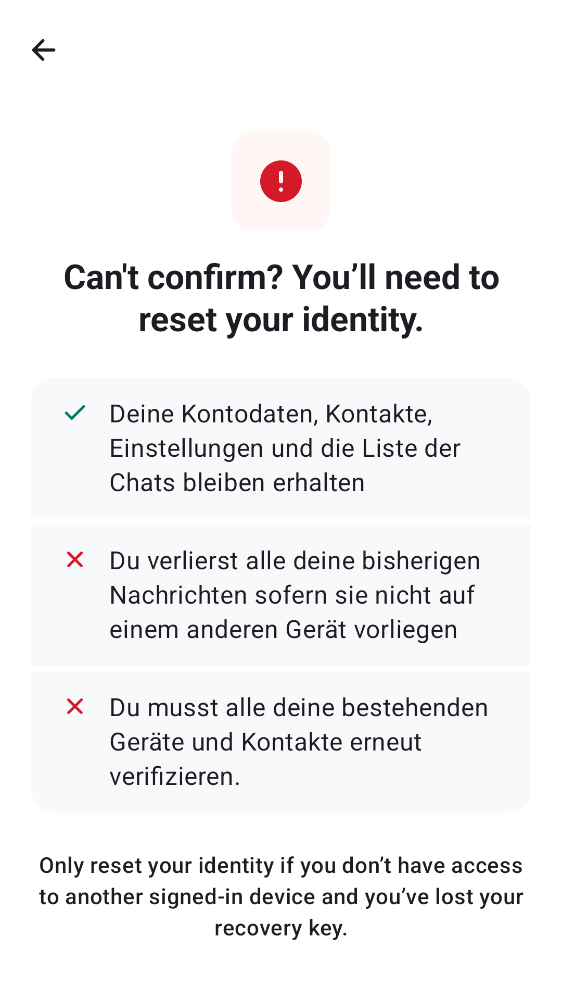 Can't confirm? You’ll need to
reset your identity.
Deine Kontodaten, Kontakte,
Einstellungen und die Liste der
Chats bleiben erhalten
Du verlierst alle deine bisherigen
Nachrichten sofern sie nicht auf
einem anderen Gerät vorliegen
Du musst alle deine bestehenden
Geräte und Kontakte erneut
verifizieren.
Only reset your identity if you don’t have access
to another signed-in device and you’ve lost your
recovery key.